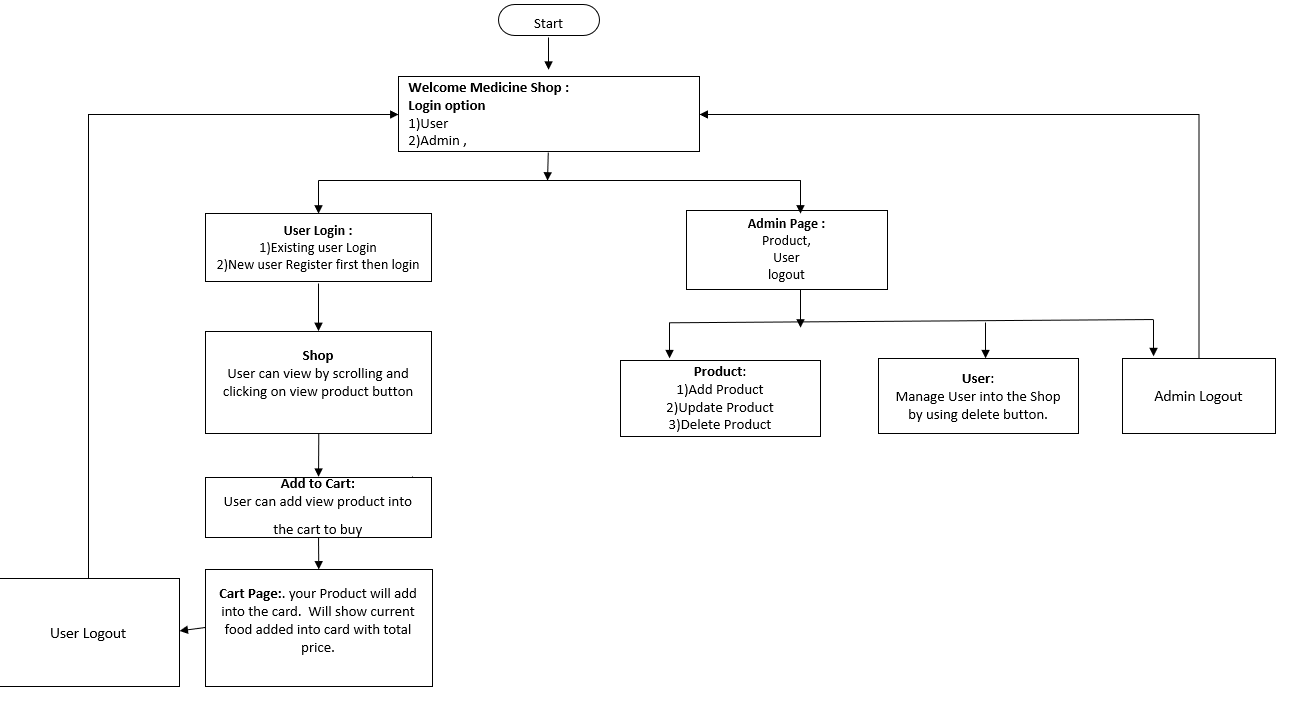 Start
Welcome Medicine Shop :
Login option
1)User
2)Admin ,
User Login :
1)Existing user Login
2)New user Register first then login
Admin Page :
Product,
User
logout
Shop
User can view by scrolling and
clicking on view product button
Product:
1)Add Product
2)Update Product
3)Delete Product
User:
Manage User into the Shop
by using delete button.
Admin Logout
Add to Cart:
User can add view product into
the cart to buy
Cart Page:. your Product will add
into the card.  Will show current
food added into card with total
price.
User Logout